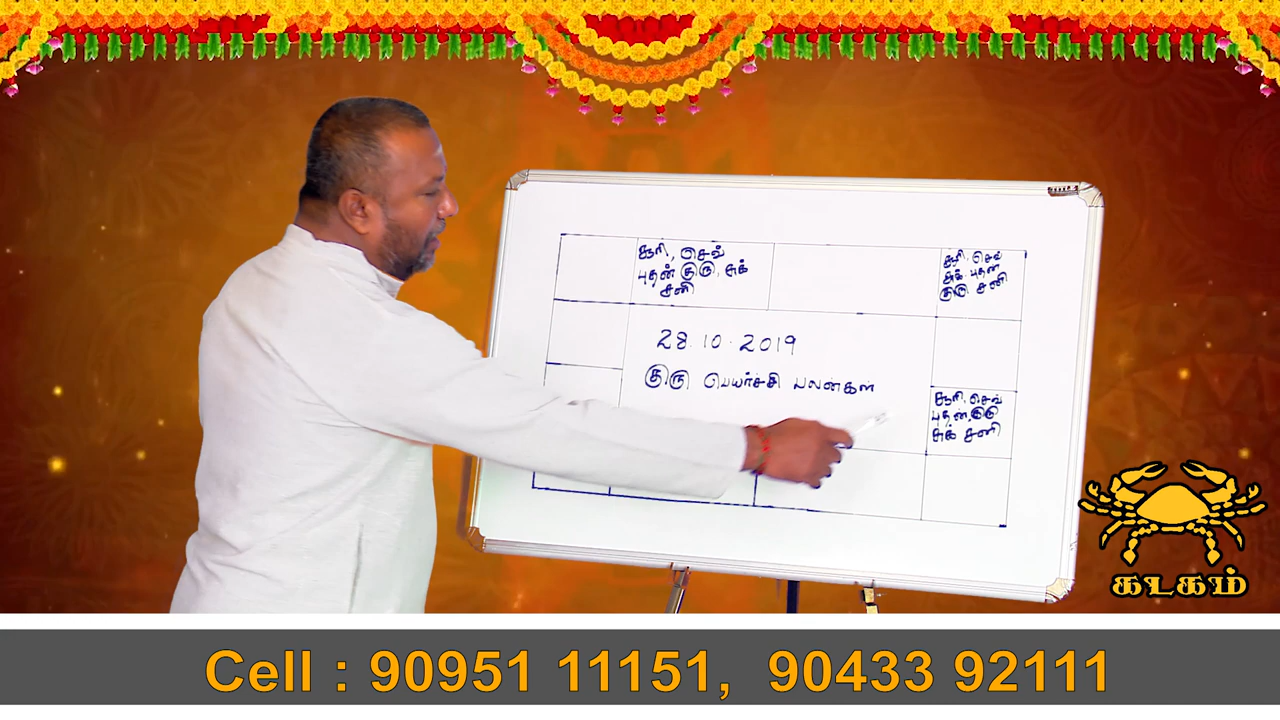 சூரி, செவ்
புதன் குரு, சுக்
சனி
சூரி. செவ்
சுக். புதன்
குரு சனி
28.10.2019
குரு பெயர்ச்சி பலன்கள்
சூரி. செவ்
புதன். குரு
சுக் சனி
கடகம்
Cell : 90951 11151, 90433 92111